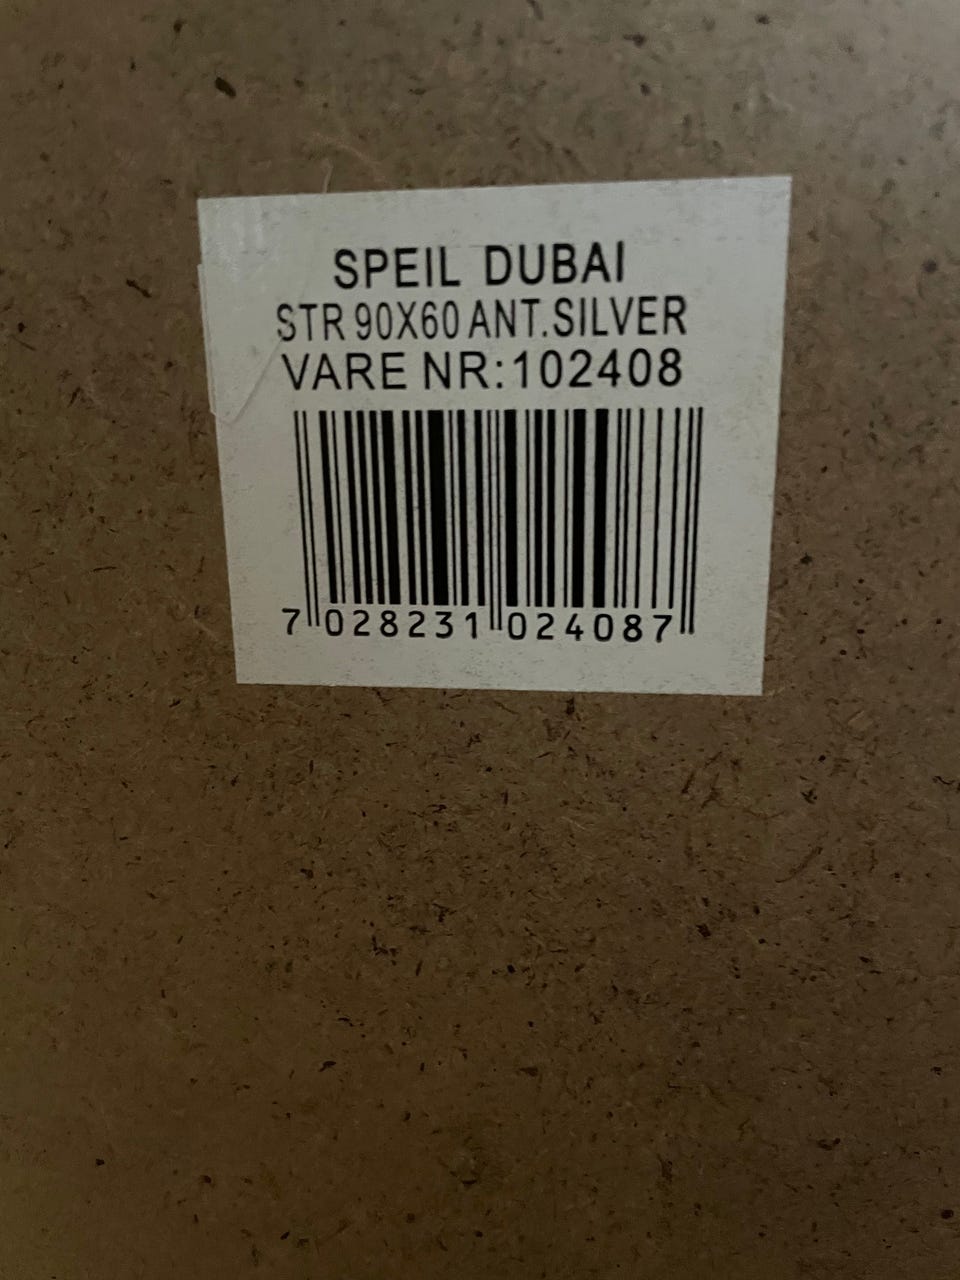 SPEIL DUBAI
STR 90X60 ANT.SILVER
VARE NR:102408
7 028231 024087